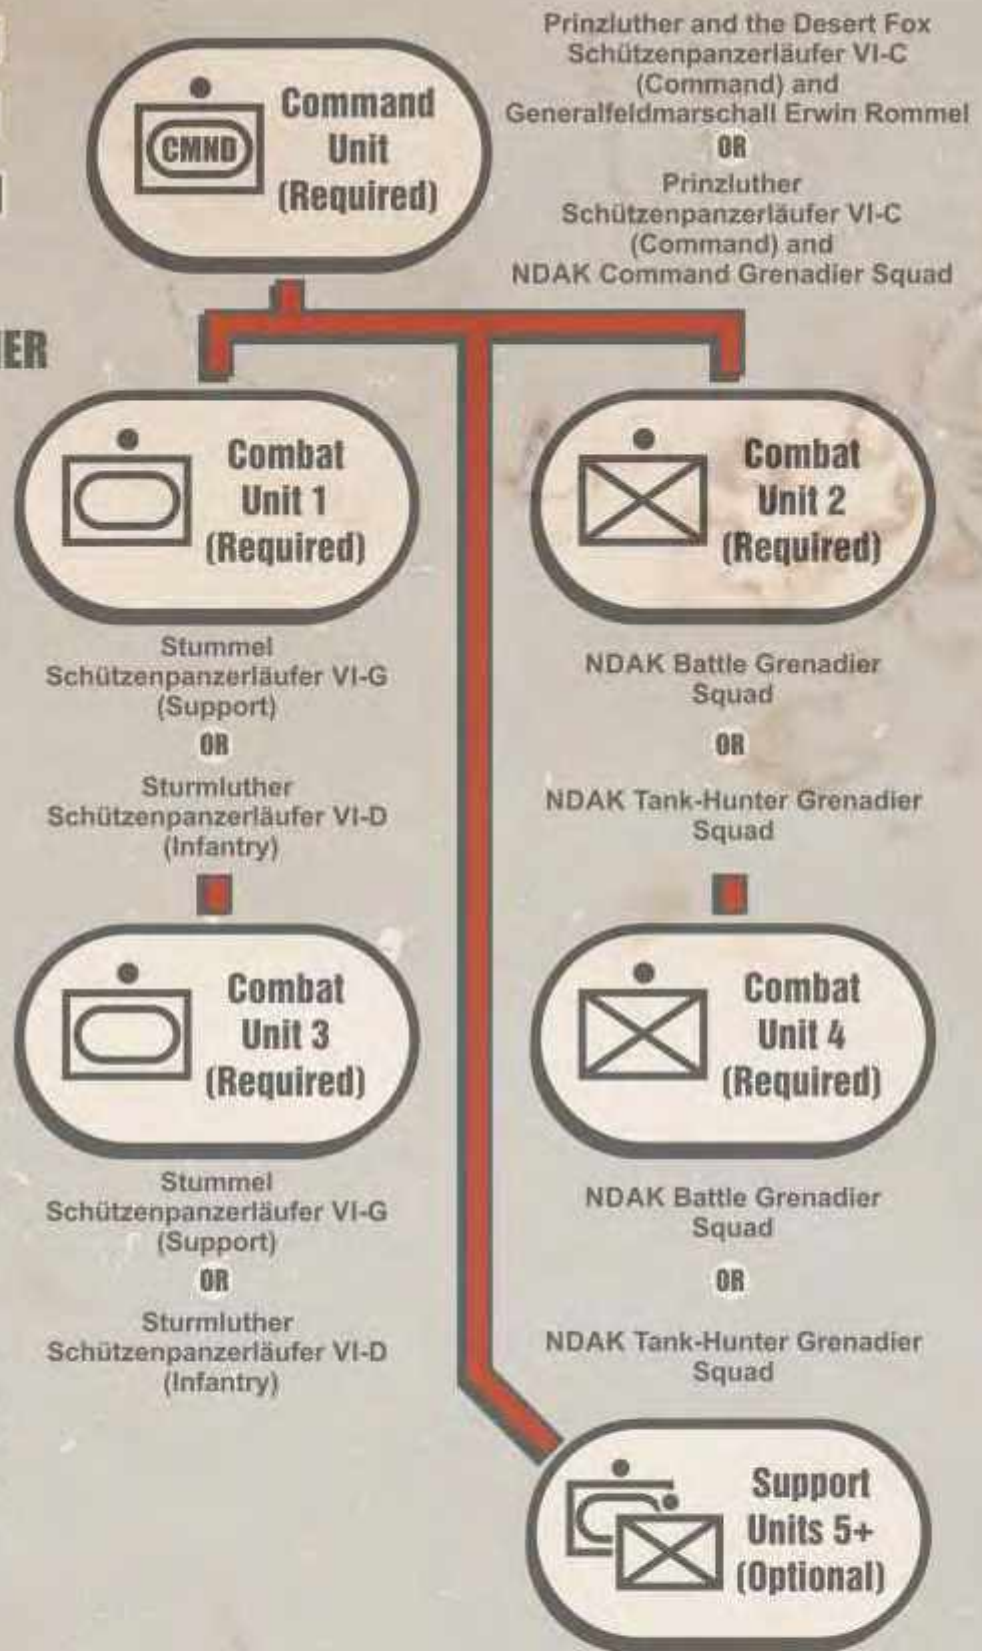 Prinzluther and the Desert Fox
Schützenpanzerläufer VI-C
(Command) and
Generalfeldmarschall Erwin Rommel
OR
Prinzluther
Schützenpanzerläufer VI-C
(Command) and
NDAK Command Grenadier Squad
CMND
Command
Unit
(Required)
IER
Combat
Unit 1
(Required)
Stummel
Schützenpanzerläufer VI-G
(Support)
OR
Sturmluther
Schützenpanzerläufer VI-D
(Infantry)
Combat
Unit 2
(Required)
NDAK Battle Grenadier
Squad
OR
NDAK Tank-Hunter Grenadier
Squad
Combat
Unit 3
(Required)
Stummel
Schützenpanzerläufer VI-G
(Support)
OR
Sturmluther
Schützenpanzerläufer VI-D
(Infantry)
Combat
Unit 4
(Required)
NDAK Battle Grenadier
Squad
OR
NDAK Tank-Hunter Grenadier
Squad
Support
Units 5+
(Optional)